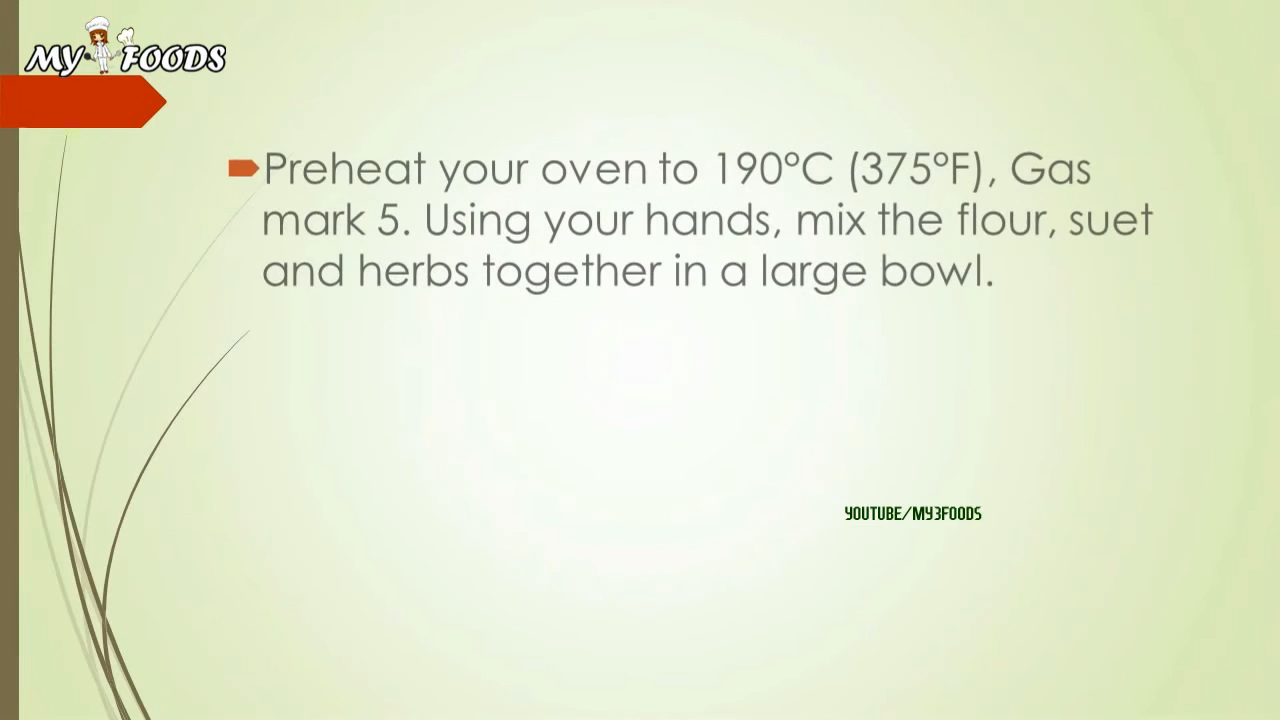 MY FOODS
Preheat your oven to 190°C (375°F), Gas
mark 5. Using your hands, mix the flour, suet
and herbs together in a large bowl.
YOUTUBE/MY3FOODS